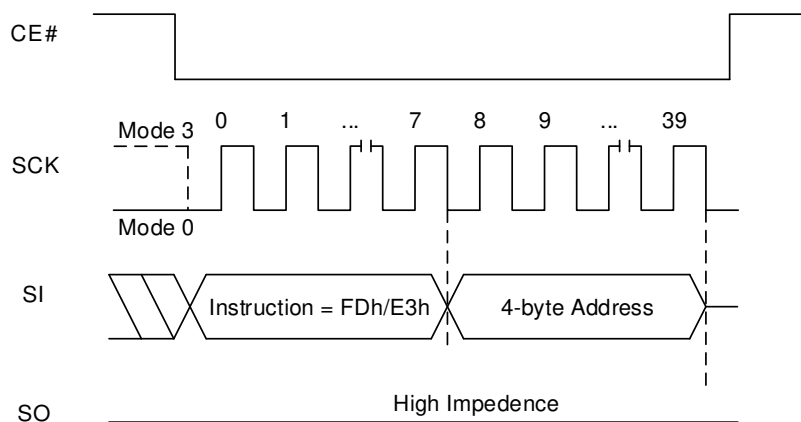 CE#
0 1 ... 7 8 9 ... 39
Mode 3
SCK
Mode 0
SI
Instruction = FDh/E3h
4-byte Address
High Impedence
SO